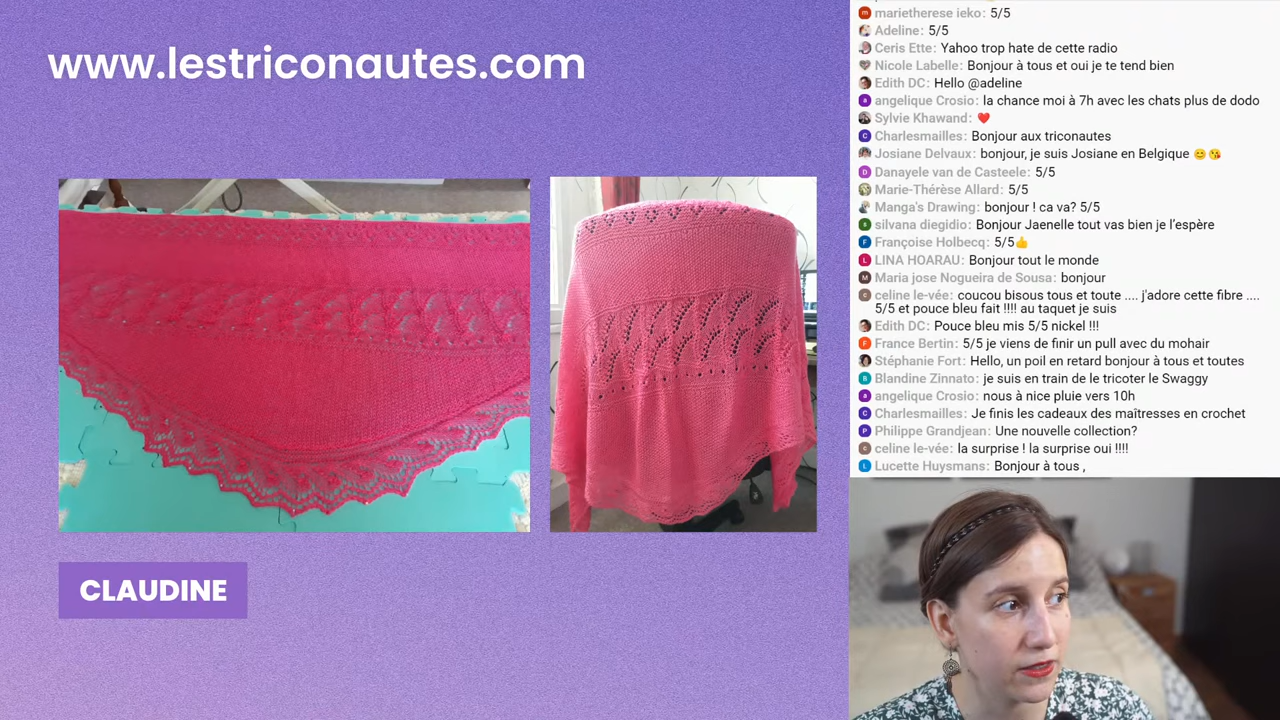 www.lestriconautes.com
CLAUDINE
marietherese ieko: 5/5
Adeline: 5/5
Ceris Ette: Yahoo trop hate de cette radio
Nicole Labelle: Bonjour à tous et oui je te tend bien
Edith DC: Hello @adeline
angelique Crosio: la chance moi à 7h avec les chats plus de dodo
Sylvie Khawand: ❤️
Charlesmailles: Bonjour aux triconautes
Josiane Delvaux: bonjour, je suis Josiane en Belgique 😊😘
Danayele van de Casteele: 5/5
Marie-Thérèse Allard: 5/5
Manga's Drawing: bonjour ! ca va? 5/5
silvana diegidio: Bonjour Jaenelle tout vas bien je l'espère
Françoise Holbecq: 5/5👍
LINA HOARAU: Bonjour tout le monde
Maria jose Nogueira de Sousa: bonjour
celine le-vée: coucou bisous tous et toute .... j'adore cette fibre ....
5/5 et pouce bleu fait !!!! au taquet je suis
Edith DC: Pouce bleu mis 5/5 nickel !!!
France Bertin: 5/5 je viens de finir un pull avec du mohair
Stéphanie Fort: Hello, un poil en retard bonjour à tous et toutes
Blandine Zinnato: je suis en train de le tricoter le Swaggy
angelique Crosio: nous à nice pluie vers 10h
Charlesmailles: Je finis les cadeaux des maîtresses en crochet
Philippe Grandjean: Une nouvelle collection?
celine le-vée: la surprise ! la surprise oui !!!!
Lucette Huysmans: Bonjour à tous ,